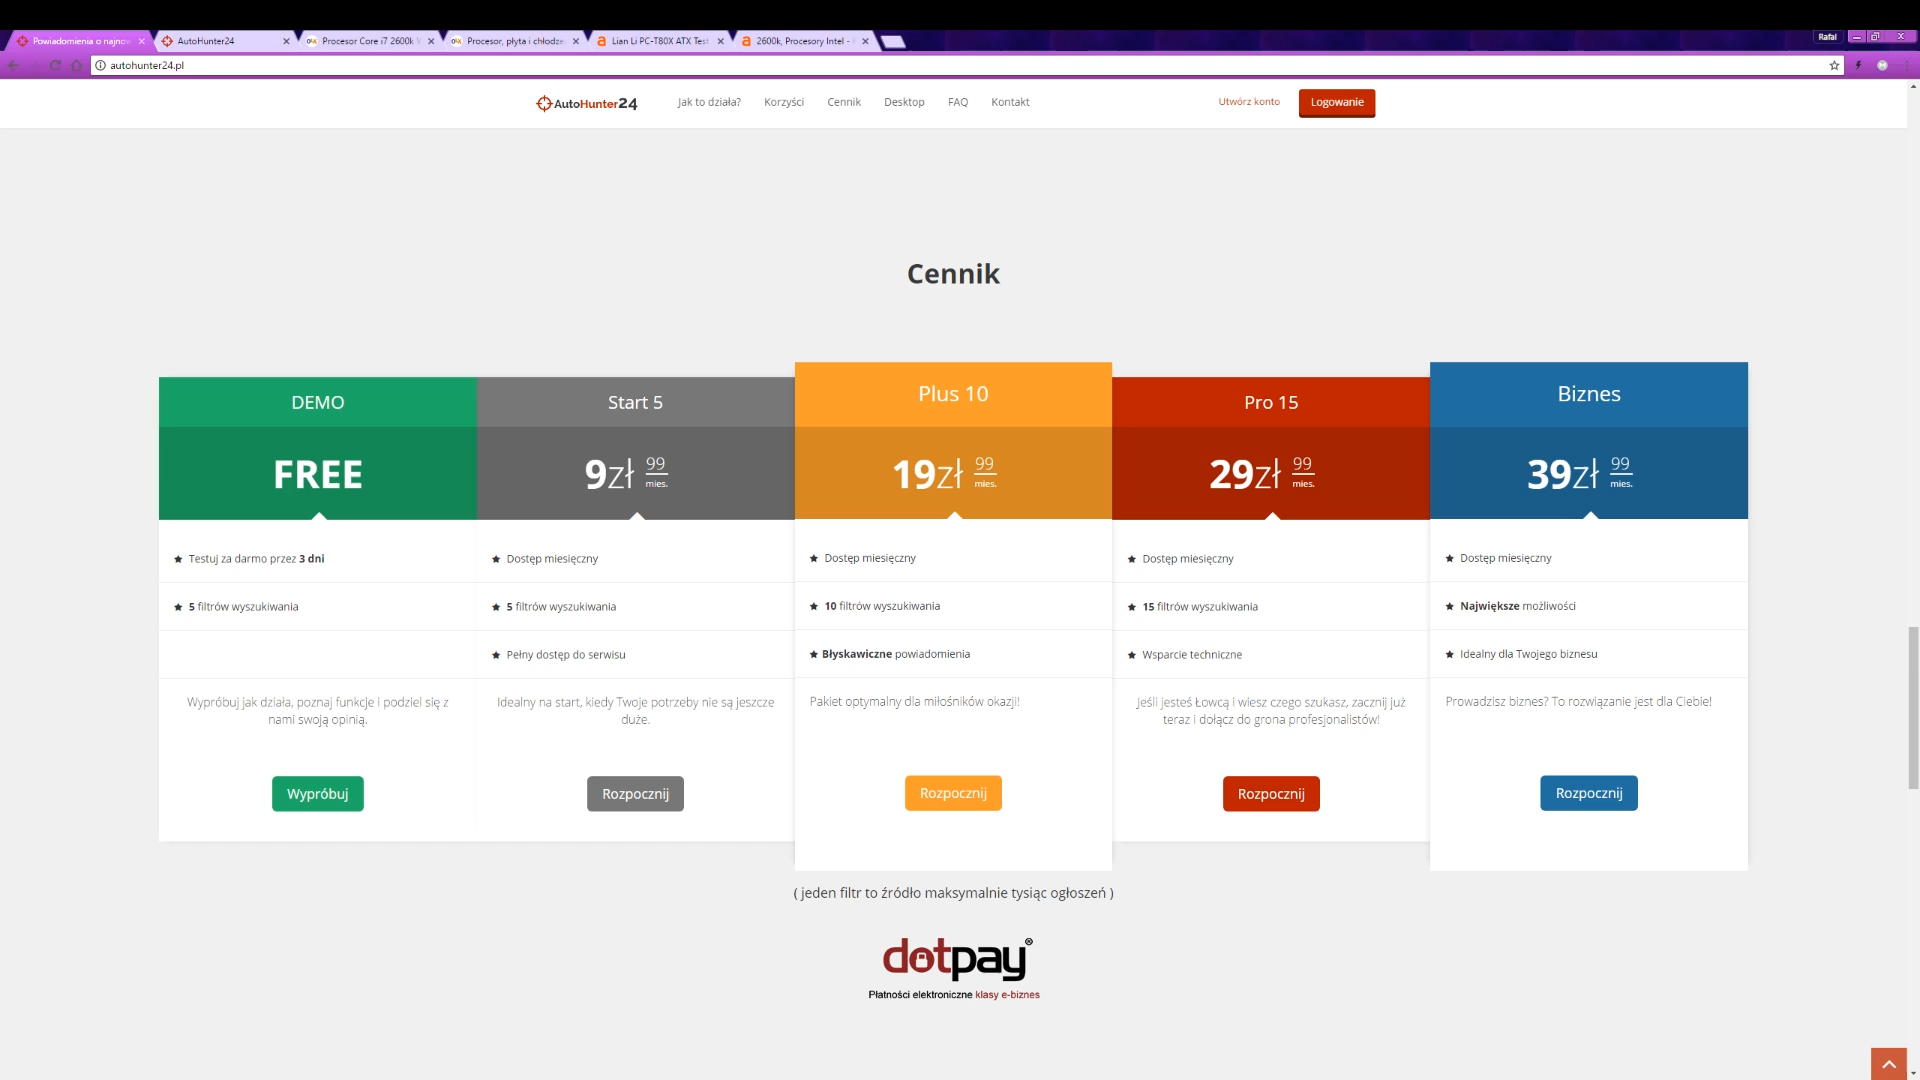 Powiadomienia o najnow
AutoHunter24
Procesor Core i7 2600k
Procesor, płyta i chłodze
Lian Li PC-T80X ATX Test
2600k, Procesory Intel -
Rafał
autohunter24.pl
AutoHunter24
Jak to działa?
Korzyści
Cennik
Desktop
FAQ
Kontakt
Utwórz konto
Logowanie
Cennik
DEMO
FREE
★ Testuj za darmo przez 3 dni
★ 5 filtrów wyszukiwania
Wypróbuj jak działa, poznaj funkcje i podziel się z
nami swoją opinią.
Wypróbuj
Start 5
9zł 99
mies.
★ Dostęp miesięczny
★ 5 filtrów wyszukiwania
★ Pełny dostęp do serwisu
Idealny na start, kiedy Twoje potrzeby nie są jeszcze
duże.
Rozpocznij
Plus 10
19zł 99
mies.
★ Dostęp miesięczny
★ 10 filtrów wyszukiwania
★ Błyskawiczne powiadomienia
Pakiet optymalny dla miłośników okazji!
Rozpocznij
Pro 15
29zł 99
mies.
★ Dostęp miesięczny
★ 15 filtrów wyszukiwania
★ Wsparcie techniczne
Jeśli jesteś Łowcą i wiesz czego szukasz, zacznij już
teraz i dołącz do grona profesjonalistów!
Rozpocznij
Biznes
39zł 99
mies.
★ Dostęp miesięczny
★ Największe możliwości
★ Idealny dla Twojego biznesu
Prowadzisz biznes? To rozwiązanie jest dla Ciebie!
Rozpocznij
( jeden filtr to źródło maksymalnie tysiąc ogłoszeń )
dotpay®
Płatności elektroniczne klasy e-biznes